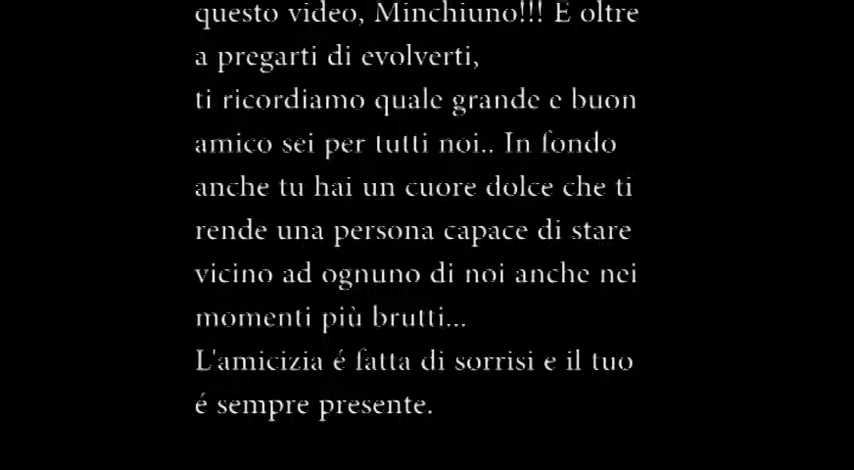 questo video, Minchiuno!!! E oltre
a pregarti di evolverti,
ti ricordiamo quale grande e buon
amico sei per tutti noi.. In fondo
anche tu hai un cuore dolce che ti
rende una persona capace di stare
vicino ad ognuno di noi anche nei
momenti più brutti...
L'amicizia é fatta di sorrisi e il tuo
é sempre presente.